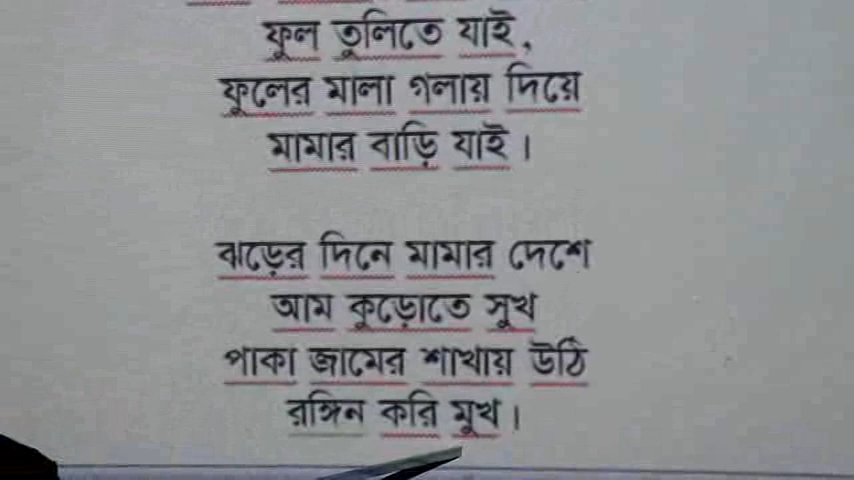 ফুল তুলিতে যাই,
ফুলের মালা গলায় দিয়ে
মামার বাড়ি যাই।
ঝড়ের দিনে মামার দেশে
আম কুড়োতে সুখ
পাকা জামের শাখায় উঠি
রঙ্গিন করি মুখ।